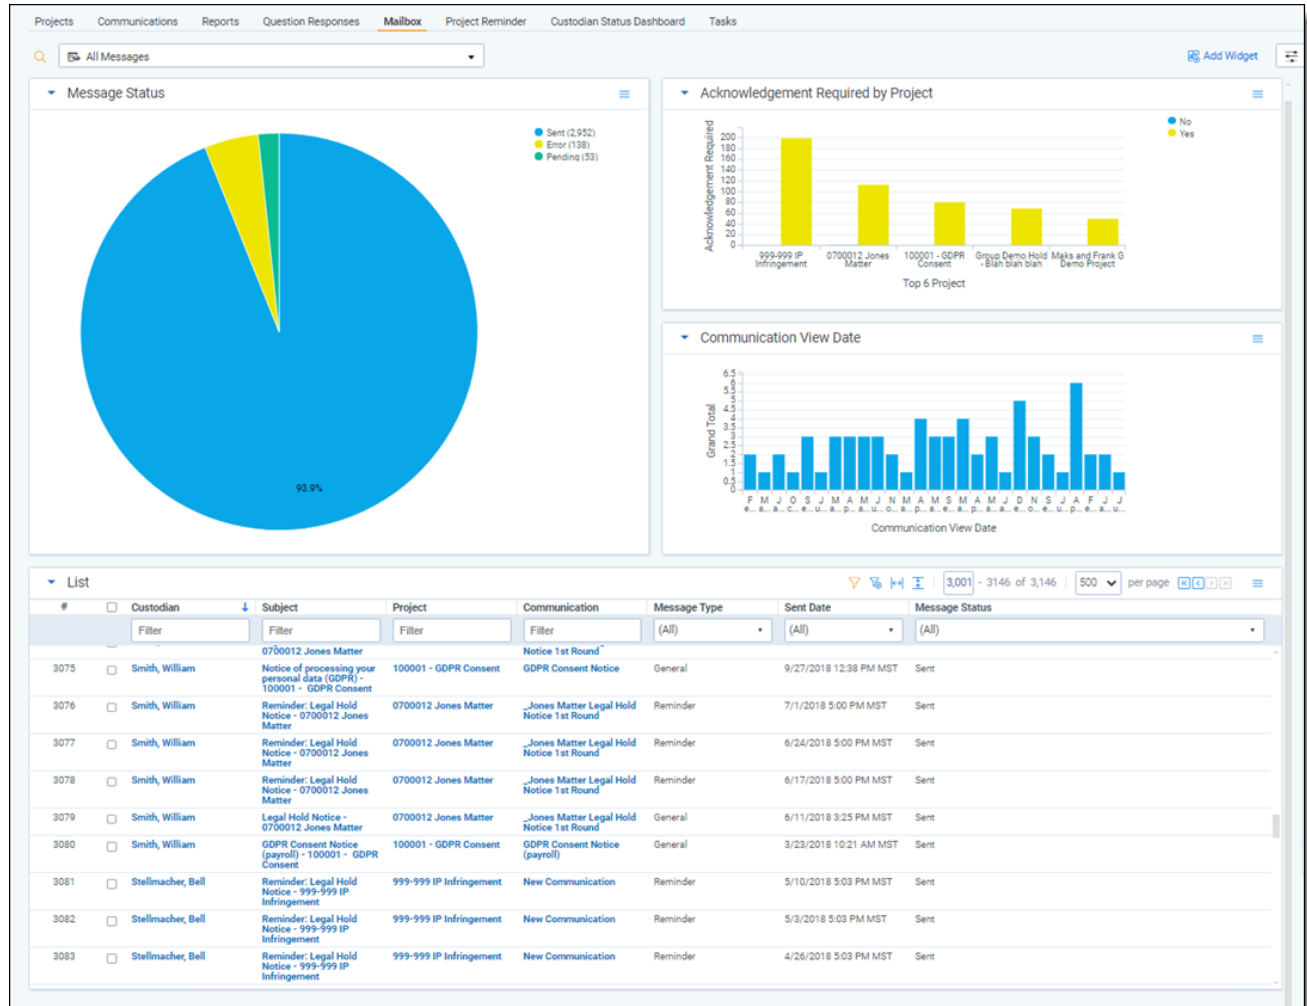 Projects Communications Reports Question Responses Mailbox Project Reminder Custodian Status Dashboard Tasks
All Messages
Add Widget
Message Status
Sent (2,952)
Error (138)
Pending (53)
93.9%
Acknowledgement Required by Project
No
Yes
Acknowledgement Required
200
180
160
140
120
100
80
60
40
20
0
999-999 IP Infringement
0700012 Jones Matter
100001 - GDPR Consent
Group Demo Hold - Blah blah blah
Maks and Frank G Demo Project
Top 6 Project
Communication View Date
Grand Total
6.5
6
5.5
5
4.5
4
3.5
3
2.5
2
1.5
1
0.5
0
F M J O S J M A M J N M A M S M A M J D N S J A F J J
e... a... a... c... e... u... a... p... a... u... o... a... p... a... e... a... p... a... u... e... o... e... u... p... e... a... u...
Communication View Date
List
3,001 - 3146 of 3,146 500 per page
# Custodian Subject Project Communication Message Type Sent Date Message Status
Filter Filter Filter Filter (All) (All) (All)
0700012 Jones Matter Notice 1st Round
3075 Smith, William Notice of processing your 100001 - GDPR Consent GDPR Consent Notice General 9/27/2018 12:38 PM MST Sent
personal data (GDPR) -
100001 - GDPR Consent
3076 Smith, William Reminder: Legal Hold 0700012 Jones Matter _Jones Matter Legal Hold Reminder 7/1/2018 5:00 PM MST Sent
Notice - 0700012 Jones Notice 1st Round
Matter
3077 Smith, William Reminder: Legal Hold 0700012 Jones Matter _Jones Matter Legal Hold Reminder 6/24/2018 5:00 PM MST Sent
Notice - 0700012 Jones Notice 1st Round
Matter
3078 Smith, William Reminder: Legal Hold 0700012 Jones Matter _Jones Matter Legal Hold Reminder 6/17/2018 5:00 PM MST Sent
Notice - 0700012 Jones Notice 1st Round
Matter
3079 Smith, William Legal Hold Notice - 0700012 Jones Matter _Jones Matter Legal Hold General 6/11/2018 3:25 PM MST Sent
0700012 Jones Matter Notice 1st Round
3080 Smith, William GDPR Consent Notice 100001 - GDPR Consent GDPR Consent Notice General 3/23/2018 10:21 AM MST Sent
(payroll) - 100001 - GDPR (payroll)
Consent
3081 Stellmacher, Bell Reminder: Legal Hold 999-999 IP Infringement New Communication Reminder 5/10/2018 5:03 PM MST Sent
Notice - 999-999 IP
Infringement
3082 Stellmacher, Bell Reminder: Legal Hold 999-999 IP Infringement New Communication Reminder 5/3/2018 5:03 PM MST Sent
Notice - 999-999 IP
Infringement
3083 Stellmacher, Bell Reminder: Legal Hold 999-999 IP Infringement New Communication Reminder 4/26/2018 5:03 PM MST Sent
Notice - 999-999 IP
Infringement